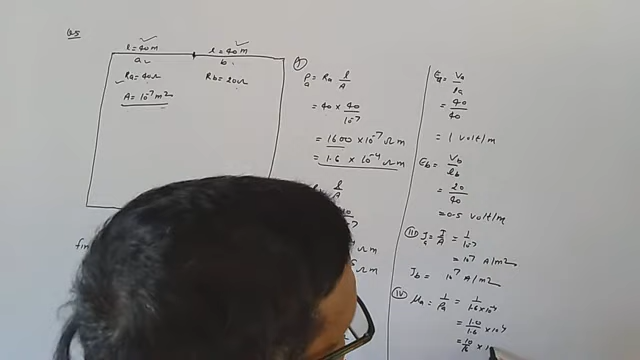 Q.5
l = 40m
l = 40m
a
b
Ra = 40Ω
Rb = 20Ω
A = 10⁻⁷ m²
①
ρa = Ra l/A
= 40 × 40/10⁻⁷
= 1600 × 10⁻⁷ Ω m
= 1.6 × 10⁻⁴ Ω m
l/A
Ω m
Ω m
Ea = Va/la
= 40/40
= 1 volt/m
Eb = Vb/lb
= 20/40
= 0.5 volt/m
iii) Ja = I/A = 1/10⁻⁷
= 10⁷ A/m²
Jb = 10⁷ A/m²
iv) μa = 1/ρa = 1/1.6×10⁻⁴
= 1.0/1.6 × 10⁴